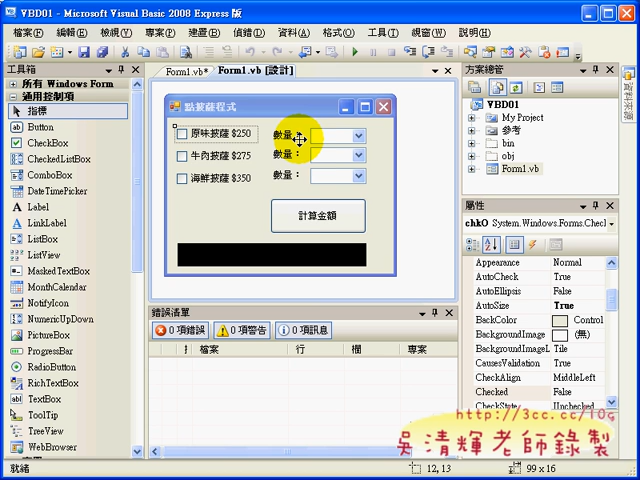 VBD01 - Microsoft Visual Basic 2008 Express 版
檔案(F) 編輯(E) 檢視(V) 專案(P) 建置(B) 偵錯(D) 資料(A) 格式(O) 工具(T) 視窗(W) 說明(H)
工具箱
所有 Windows Form
通用控制項
指標
Button
CheckBox
CheckedListBox
ComboBox
DateTimePicker
Label
LinkLabel
ListBox
ListView
MaskedTextBox
MonthCalendar
NotifyIcon
NumericUpDown
PictureBox
ProgressBar
RadioButton
RichTextBox
TextBox
ToolTip
TreeView
WebBrowser
Form1.vb* Form1.vb [設計]
點披薩程式
原味披薩 $250 數量：
牛肉披薩 $275 數量：
海鮮披薩 $350 數量：
計算金額
錯誤清單
0 項錯誤 0 項警告 0 項訊息
檔案 行 欄 專案
方案總管
VBD01
My Project
參考
bin
obj
Form1.vb
資料來源
屬性
chkO System.Windows.Forms.Checl
Appearance Normal
AutoCheck True
AutoEllipsis False
AutoSize True
BackColor Control
BackgroundImage (無)
BackgroundImageL Tile
CausesValidation True
CheckAlign MiddleLeft
Checked False
CheckState Unchecked
http://3cc.cc/10g
吳清輝老師錄製
就緒 12, 13 99 x 16